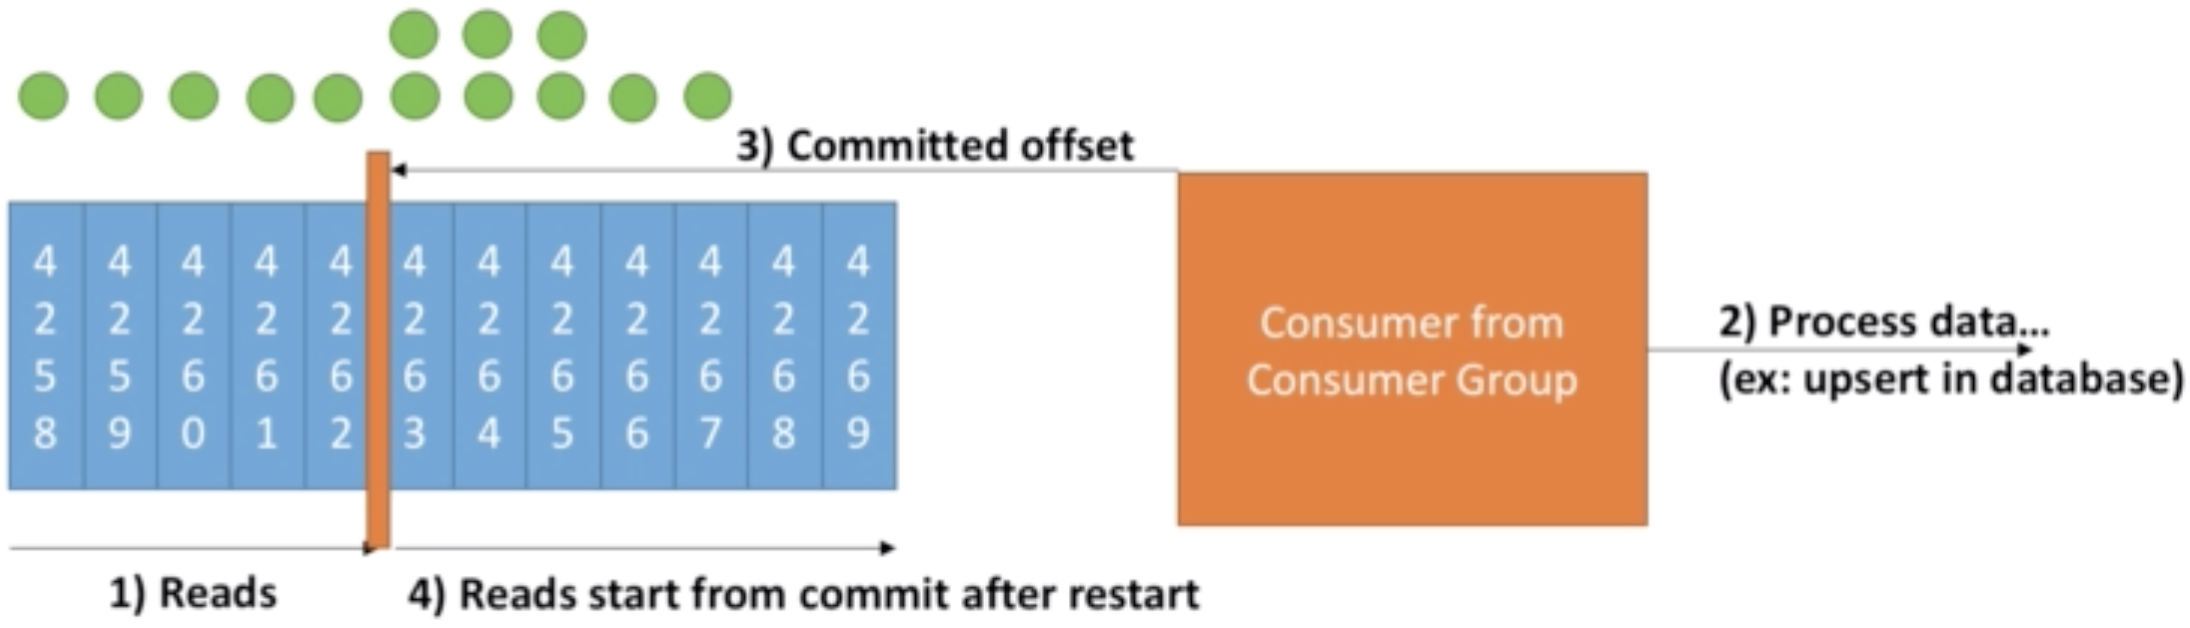 3) Committed offset
4258
4259
4260
4261
4262
4263
4264
4265
4266
4267
4268
4269
Consumer from
Consumer Group
2) Process data...
(ex: upsert in database)
1) Reads
4) Reads start from commit after restart